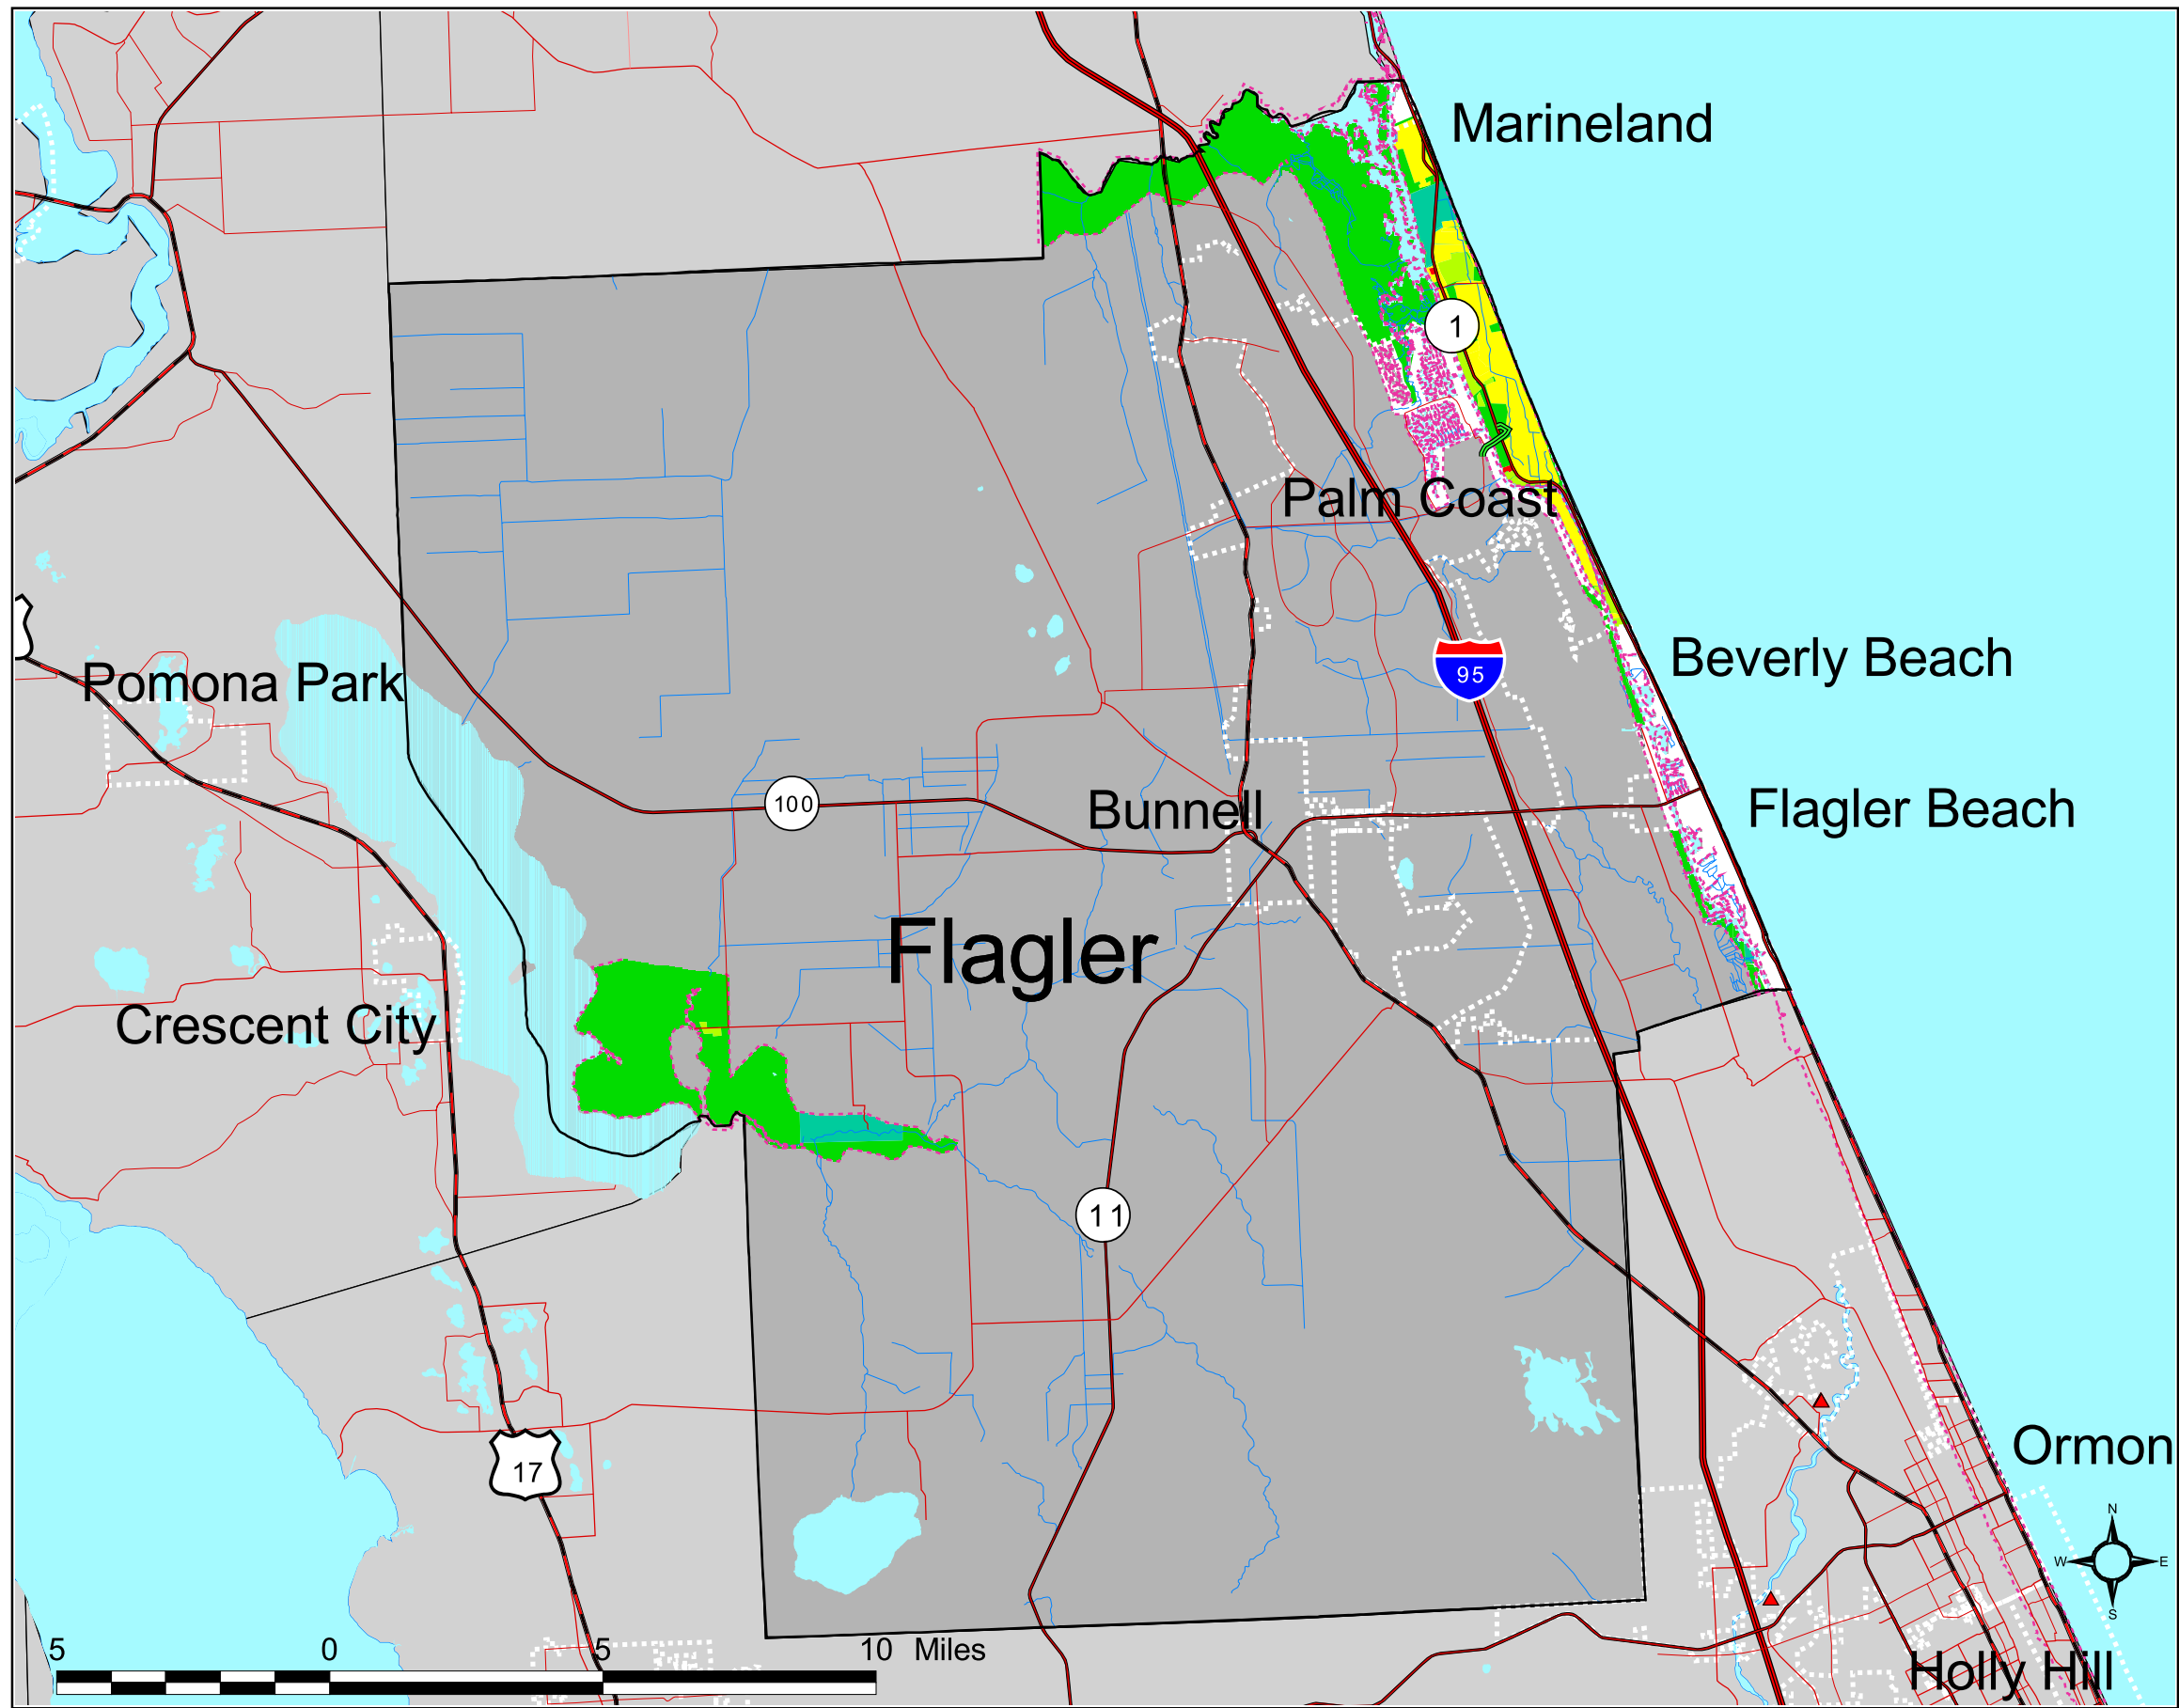 Marineland
1
Palm Coast
Beverly Beach
95
Pomona Park
100
Bunnell
Flagler Beach
Flagler
Crescent City
11
17
Ormon
N
W
E
S
5
0
5
10 Miles
Holly Hill